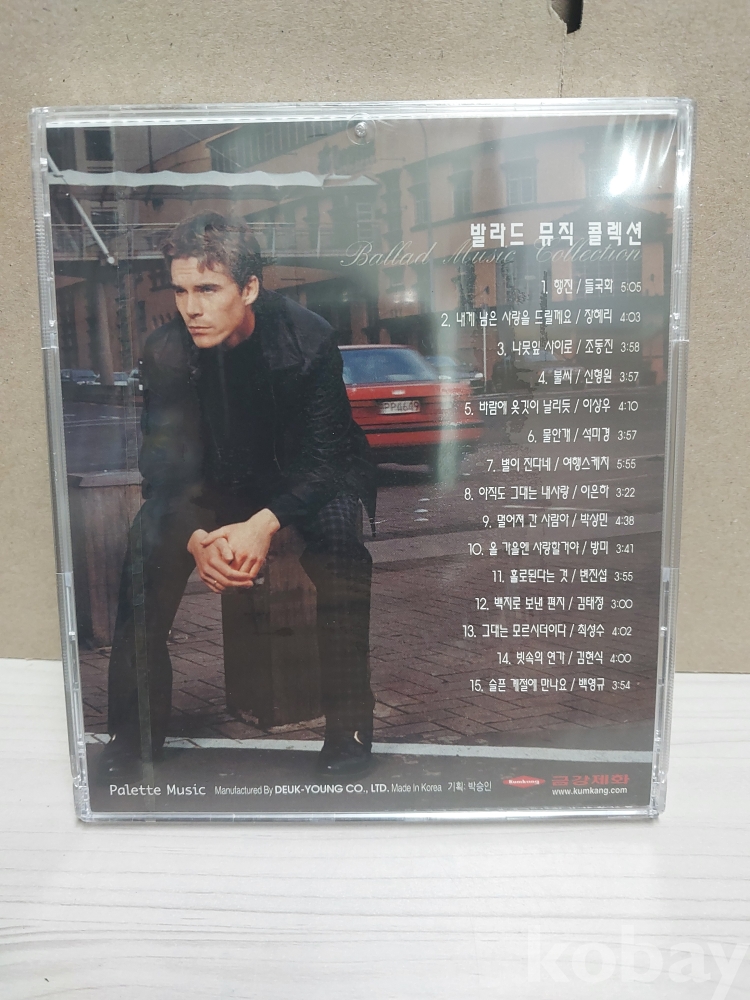 발라드 뮤직 콜렉션
Ballad Music Collection
1. 행진 / 들국화 5:05
2. 내게 남은 사랑을 드릴께요 / 장혜리 4:03
3. 나뭇잎 사이로 / 조동진 3:58
4. 불씨 / 신형원 3:57
5. 바람에 옷깃이 날리듯 / 이상우 4:10
6. 물안개 / 석미경 3:57
7. 별이 진다네 / 여행스케치 5:55
8. 아직도 그대는 내사랑 / 이은하 3:22
9. 멀어져 간 사람아 / 박상민 4:38
10. 올 가을엔 사랑할거야 / 방미 3:41
11. 홀로된다는 것 / 변진섭 3:55
12. 백지로 보낸 편지 / 김태정 3:00
13. 그대는 모르시더이다 / 최성수 4:02
14. 빗속의 연가 / 김현식 4:00
15. 슬픈 계절에 만나요 / 백영규 3:54
Palette Music Manufactured By DEUK-YOUNG CO., LTD. Made In Korea 기획: 박승인
Kumkang 금강제화
www.kumkang.com
kobay